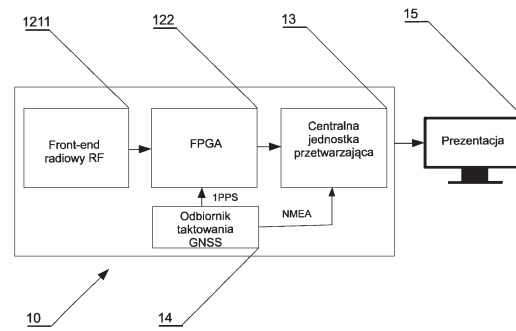 1211
122
13
15
Front-end
radiowy RF
FPGA
Centralna
jednostka
przetwarzająca
Prezentacja
1PPS
NMEA
Odbiornik
taktowania
GNSS
10
14